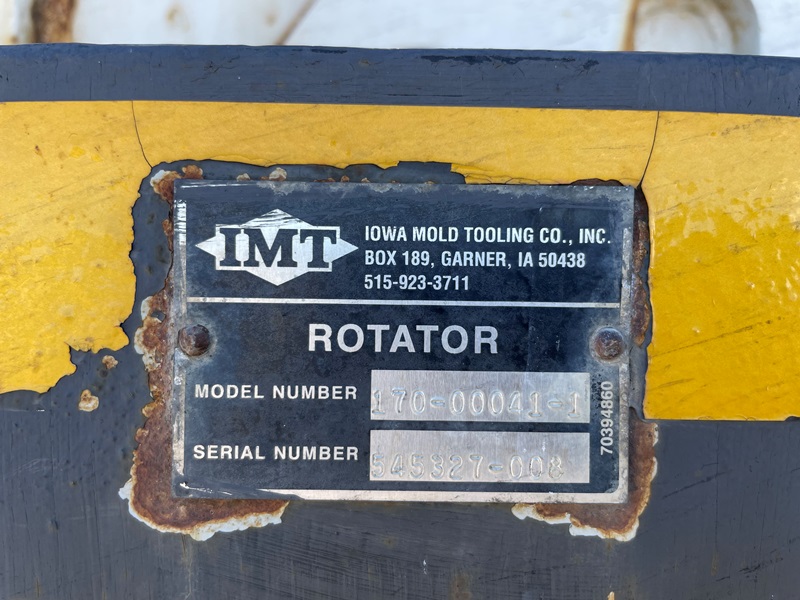 IMT
IOWA MOLD TOOLING CO., INC.
BOX 189, GARNER, IA 50438
515-923-3711
ROTATOR
MODEL NUMBER 170-00041-1
SERIAL NUMBER 545327-008
70394860